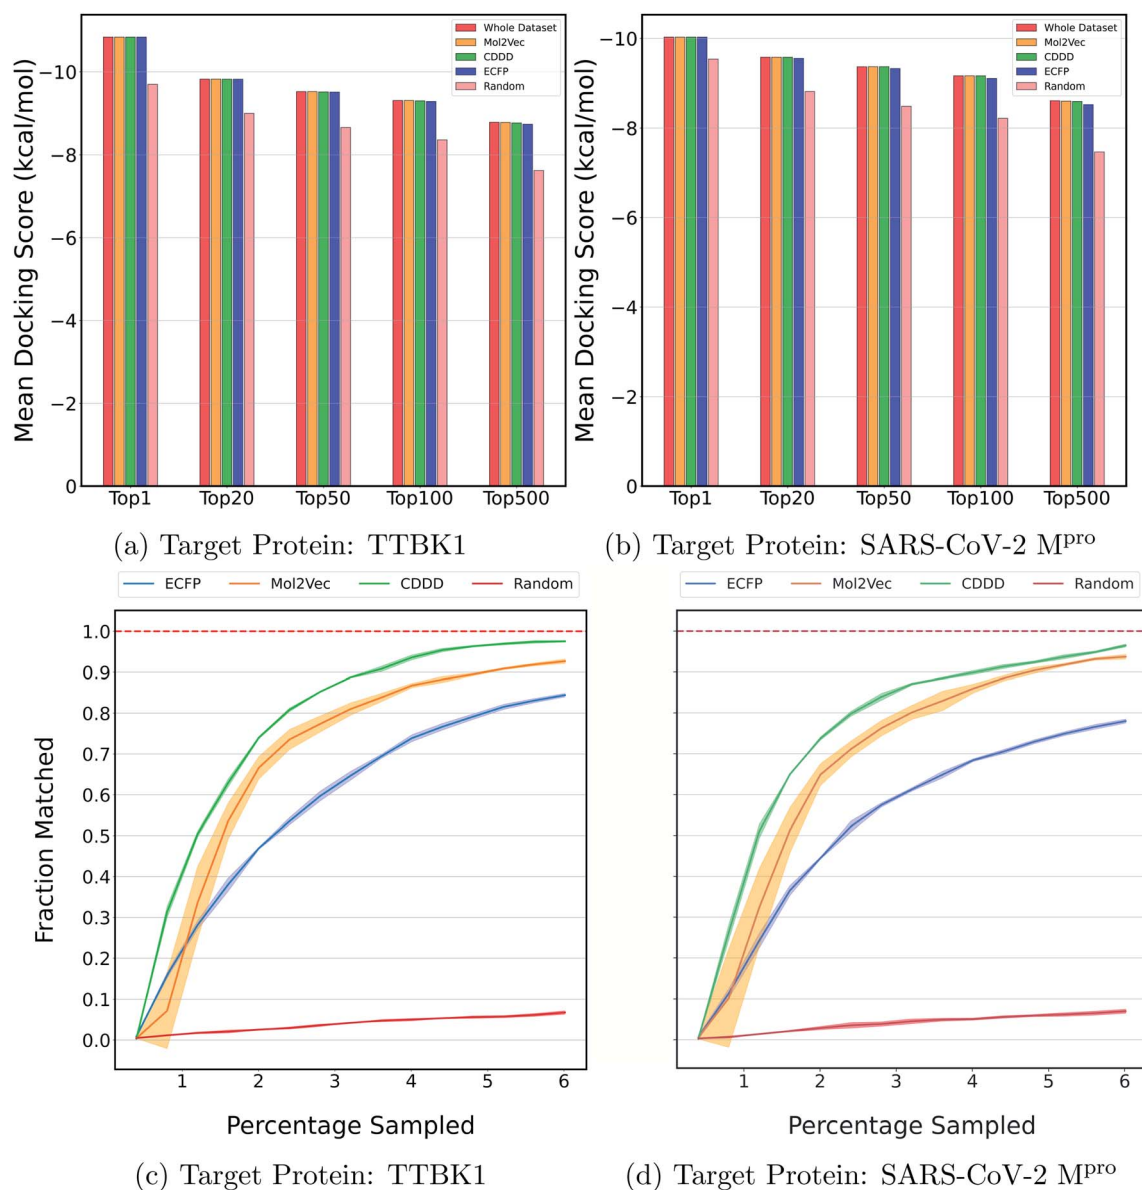 Whole Dataset
Mol2Vec
CDDD
ECFP
Random
Mean Docking Score (kcal/mol)
−10
−8
−6
−4
−2
0
Top1 Top20 Top50 Top100 Top500
(a) Target Protein: TTBK1
Whole Dataset
Mol2Vec
CDDD
ECFP
Random
Mean Docking Score (kcal/mol)
−10
−8
−6
−4
−2
0
Top1 Top20 Top50 Top100 Top500
(b) Target Protein: SARS-CoV-2 Mpro
ECFP Mol2Vec CDDD Random
Fraction Matched
1.0
0.9
0.8
0.7
0.6
0.5
0.4
0.3
0.2
0.1
0.0
1 2 3 4 5 6
Percentage Sampled
(c) Target Protein: TTBK1
ECFP Mol2Vec CDDD Random
1 2 3 4 5 6
Percentage Sampled
(d) Target Protein: SARS-CoV-2 Mpro